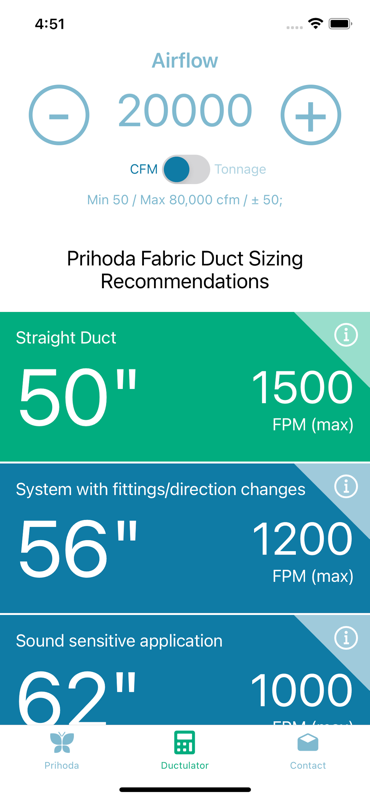 4:51
Airflow
- 20000 +
CFM Tonnage
Min 50 / Max 80,000 cfm / ± 50;
Prihoda Fabric Duct Sizing
Recommendations
Straight Duct
50" 1500
FPM (max)
System with fittings/direction changes
56" 1200
FPM (max)
Sound sensitive application
62" 1000
FPM (max)
Prihoda Ductulator Contact